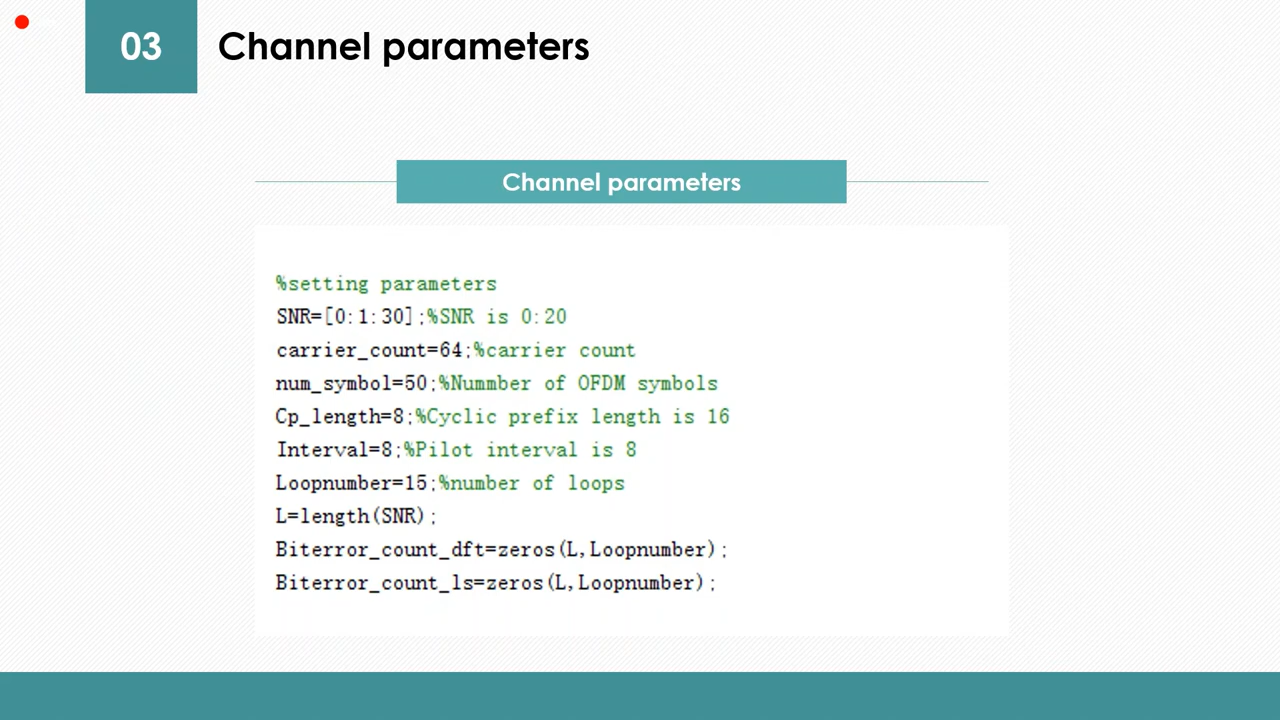 03
Channel parameters
Channel parameters
%setting parameters
SNR=[0:1:30];%SNR is 0:20
carrier_count=64;%carrier count
num_symbol=50;%Nummber of OFDM symbols
Cp_length=8;%Cyclic prefix length is 16
Interval=8;%Pilot interval is 8
Loopnumber=15;%number of loops
L=length(SNR);
Biterror_count_dft=zeros(L,Loopnumber);
Biterror_count_ls=zeros(L,Loopnumber);